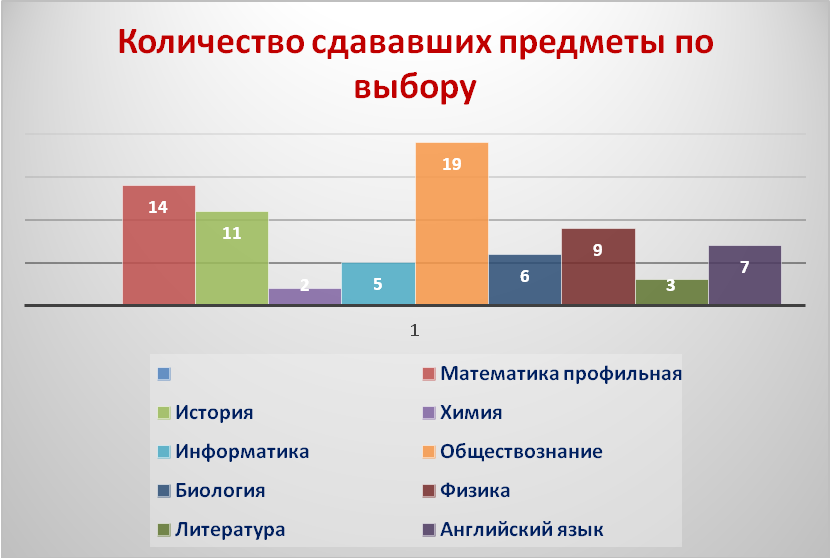 Количество сдававших предметы по
выбору
14
11
2
5
19
6
9
3
7
1
Математика профильная
История
Химия
Информатика
Обществознание
Биология
Физика
Литература
Английский язык